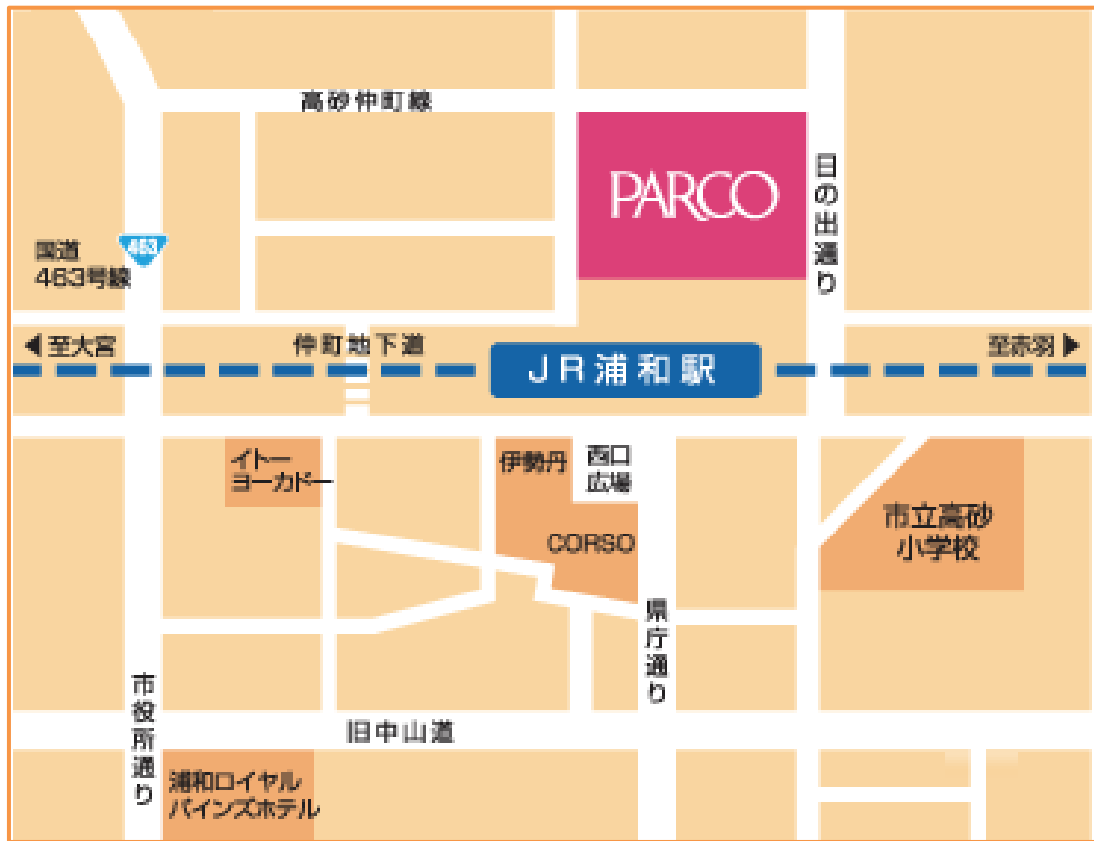 高砂仲町線
PARCO
日の出通り
国道
463号線
463
◀至大宮
仲町地下道
JR浦和駅
至赤羽▶
イトー
ヨーカドー
伊勢丹
西口
広場
CORSO
市立高砂
小学校
県庁通り
市役所通り
旧中山道
浦和ロイヤル
パインズホテル